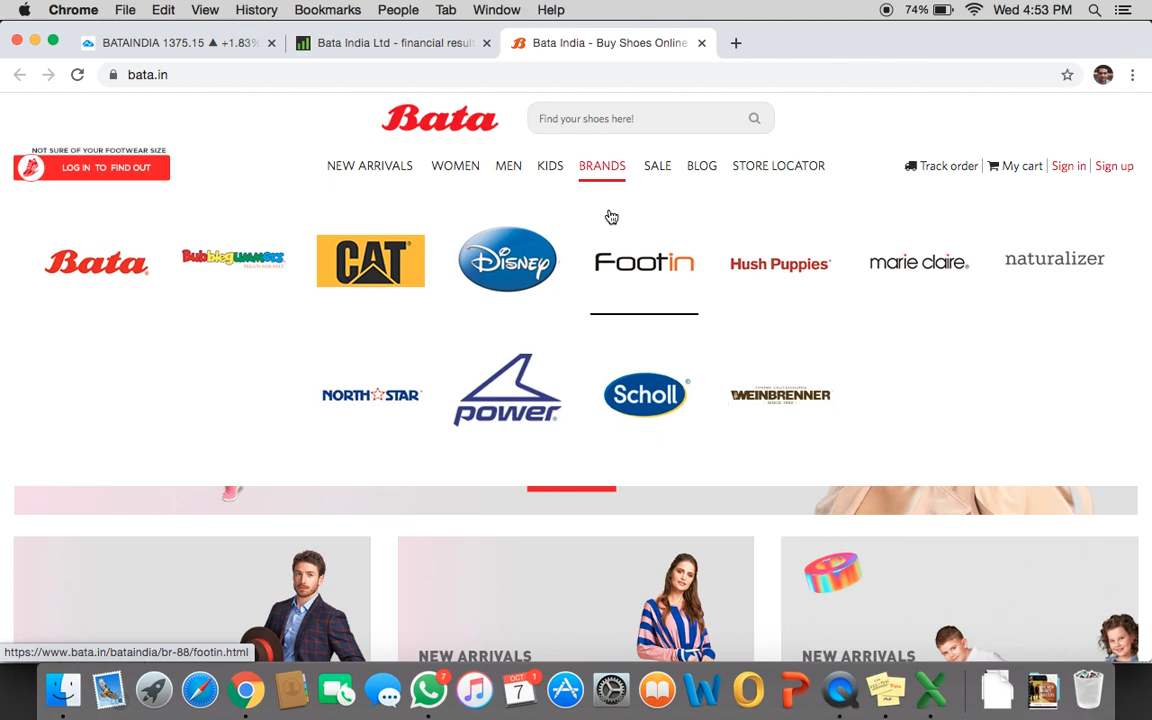 Chrome File Edit View History Bookmarks People Tab Window Help 74% Wed 4:53 PM
BATAINDIA 1375.15 ▲ +1.83% Bata India Ltd - financial result Bata India - Buy Shoes Online
bata.in
Bata Find your shoes here!
NOT SURE OF YOUR FOOTWEAR SIZE
LOG IN TO FIND OUT
NEW ARRIVALS WOMEN MEN KIDS BRANDS SALE BLOG STORE LOCATOR Track order | My cart | Sign in | Sign up
Bata Bubblegummers CAT Disney Footin Hush Puppies marie claire naturalizer
NORTH STAR power Scholl WEINBRENNER
NEW ARRIVALS NEW ARRIVALS
https://www.bata.in/bataindia/br-88/footin.html
7 OCT 7 1